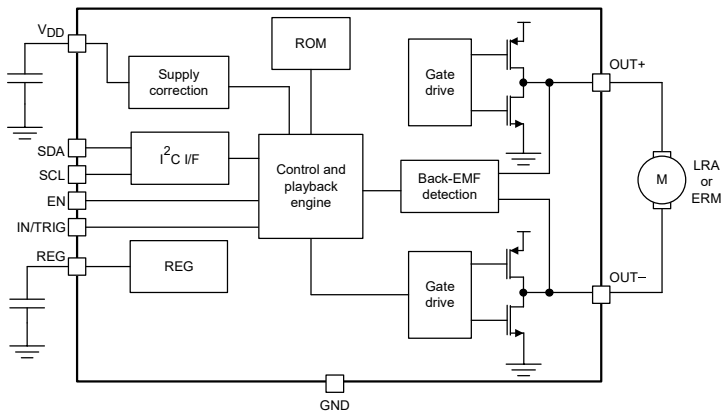 V_DD
ROM
OUT+
Supply
correction
Gate
drive
SDA
I²C I/F
SCL
Control and
playback
engine
Back-EMF
detection
M
LRA
or
ERM
EN
IN/TRIG
REG
REG
Gate
drive
OUT–
GND